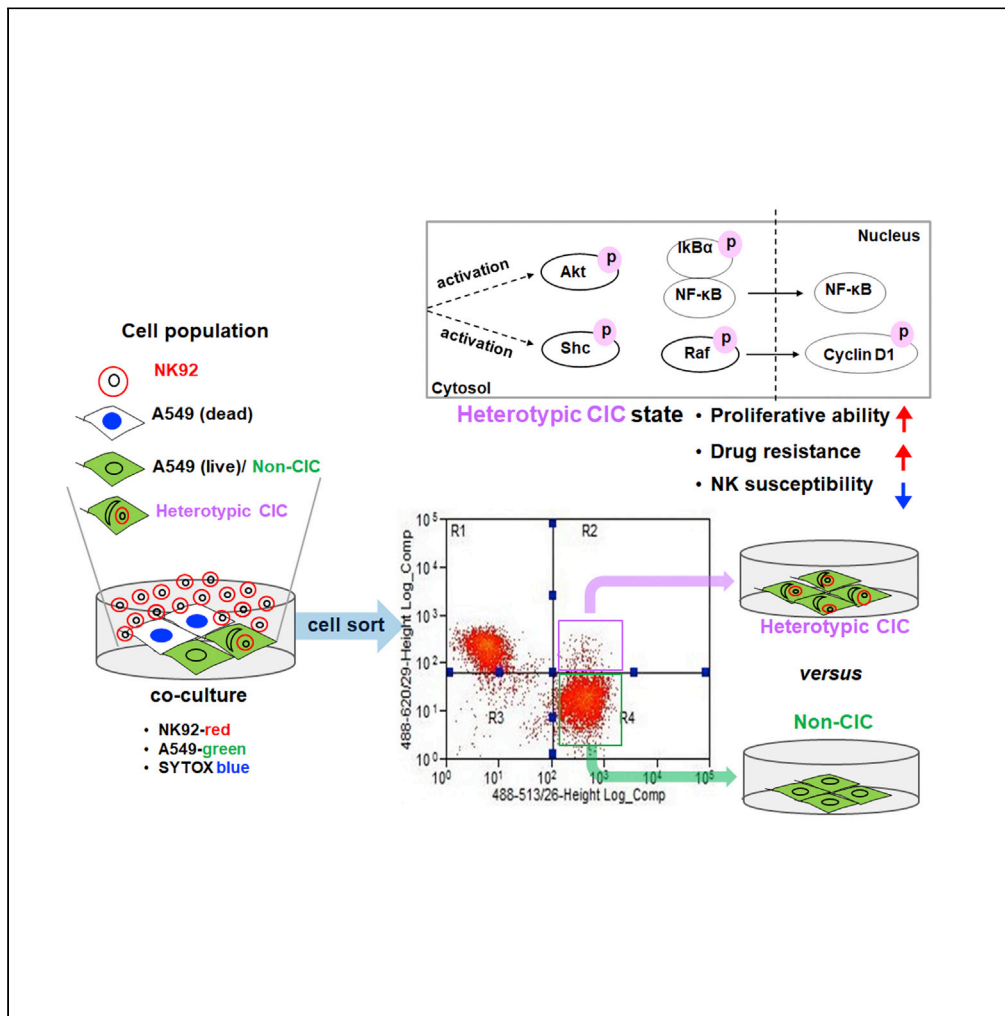 Nucleus
activation
activation
Akt
p
IkBα
p
NF-κB
NF-κB
Shc
p
Raf
p
Cyclin D1
p
Cytosol
Heterotypic CIC state
• Proliferative ability
• Drug resistance
• NK susceptibility
Cell population
NK92
A549 (dead)
A549 (live)/ Non-CIC
Heterotypic CIC
co-culture
• NK92-red
• A549-green
• SYTOX blue
cell sort
488-620/29-Height Log_Comp
10^5
10^4
10^3
10^2
10^1
10^0
R1
R2
R3
R4
10^0 10^1 10^2 10^3 10^4 10^5
488-513/26-Height Log_Comp
Heterotypic CIC
versus
Non-CIC